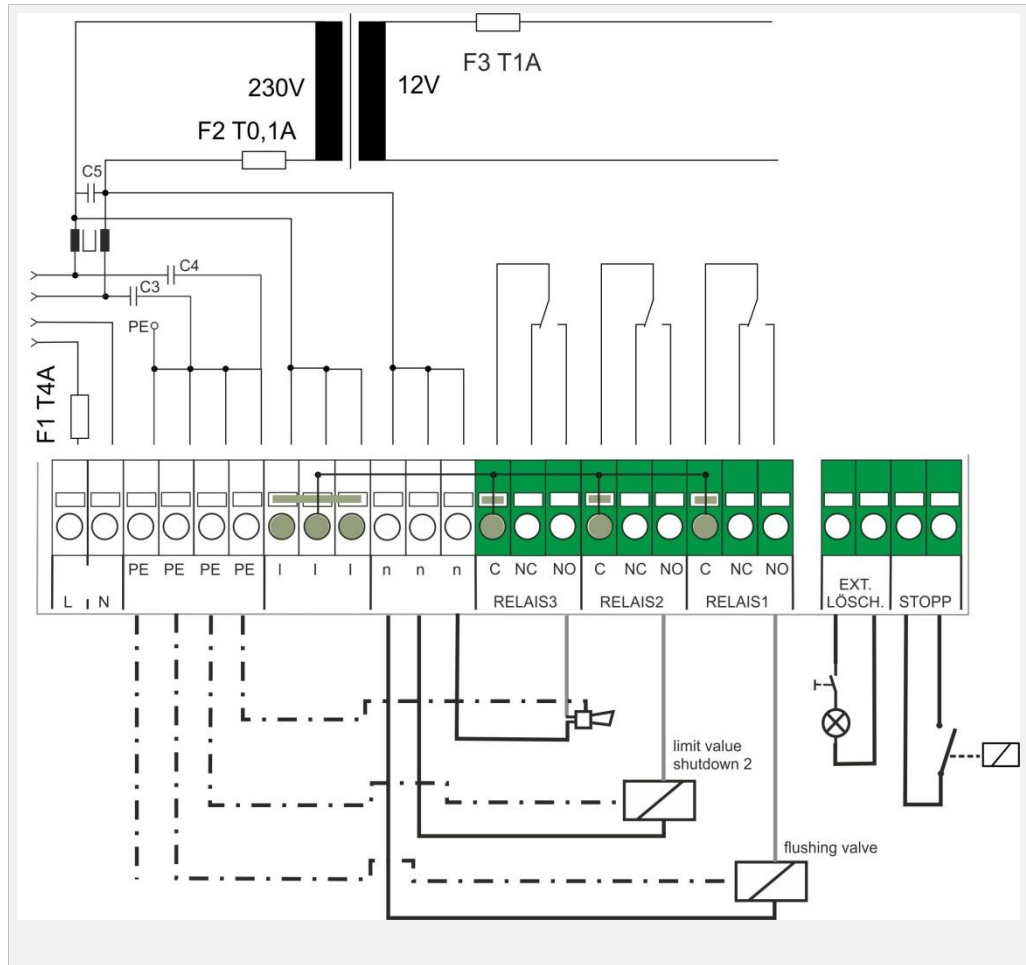 F3 T1A
230V
12V
F2 T0,1A
C5
C4
C3
PE
F1 T4A
PE PE PE PE l l l n n n C NC NO C NC NO C NC NO
L N RELAIS3 RELAIS2 RELAIS1
EXT.
LÖSCH. STOPP
limit value
shutdown 2
flushing valve